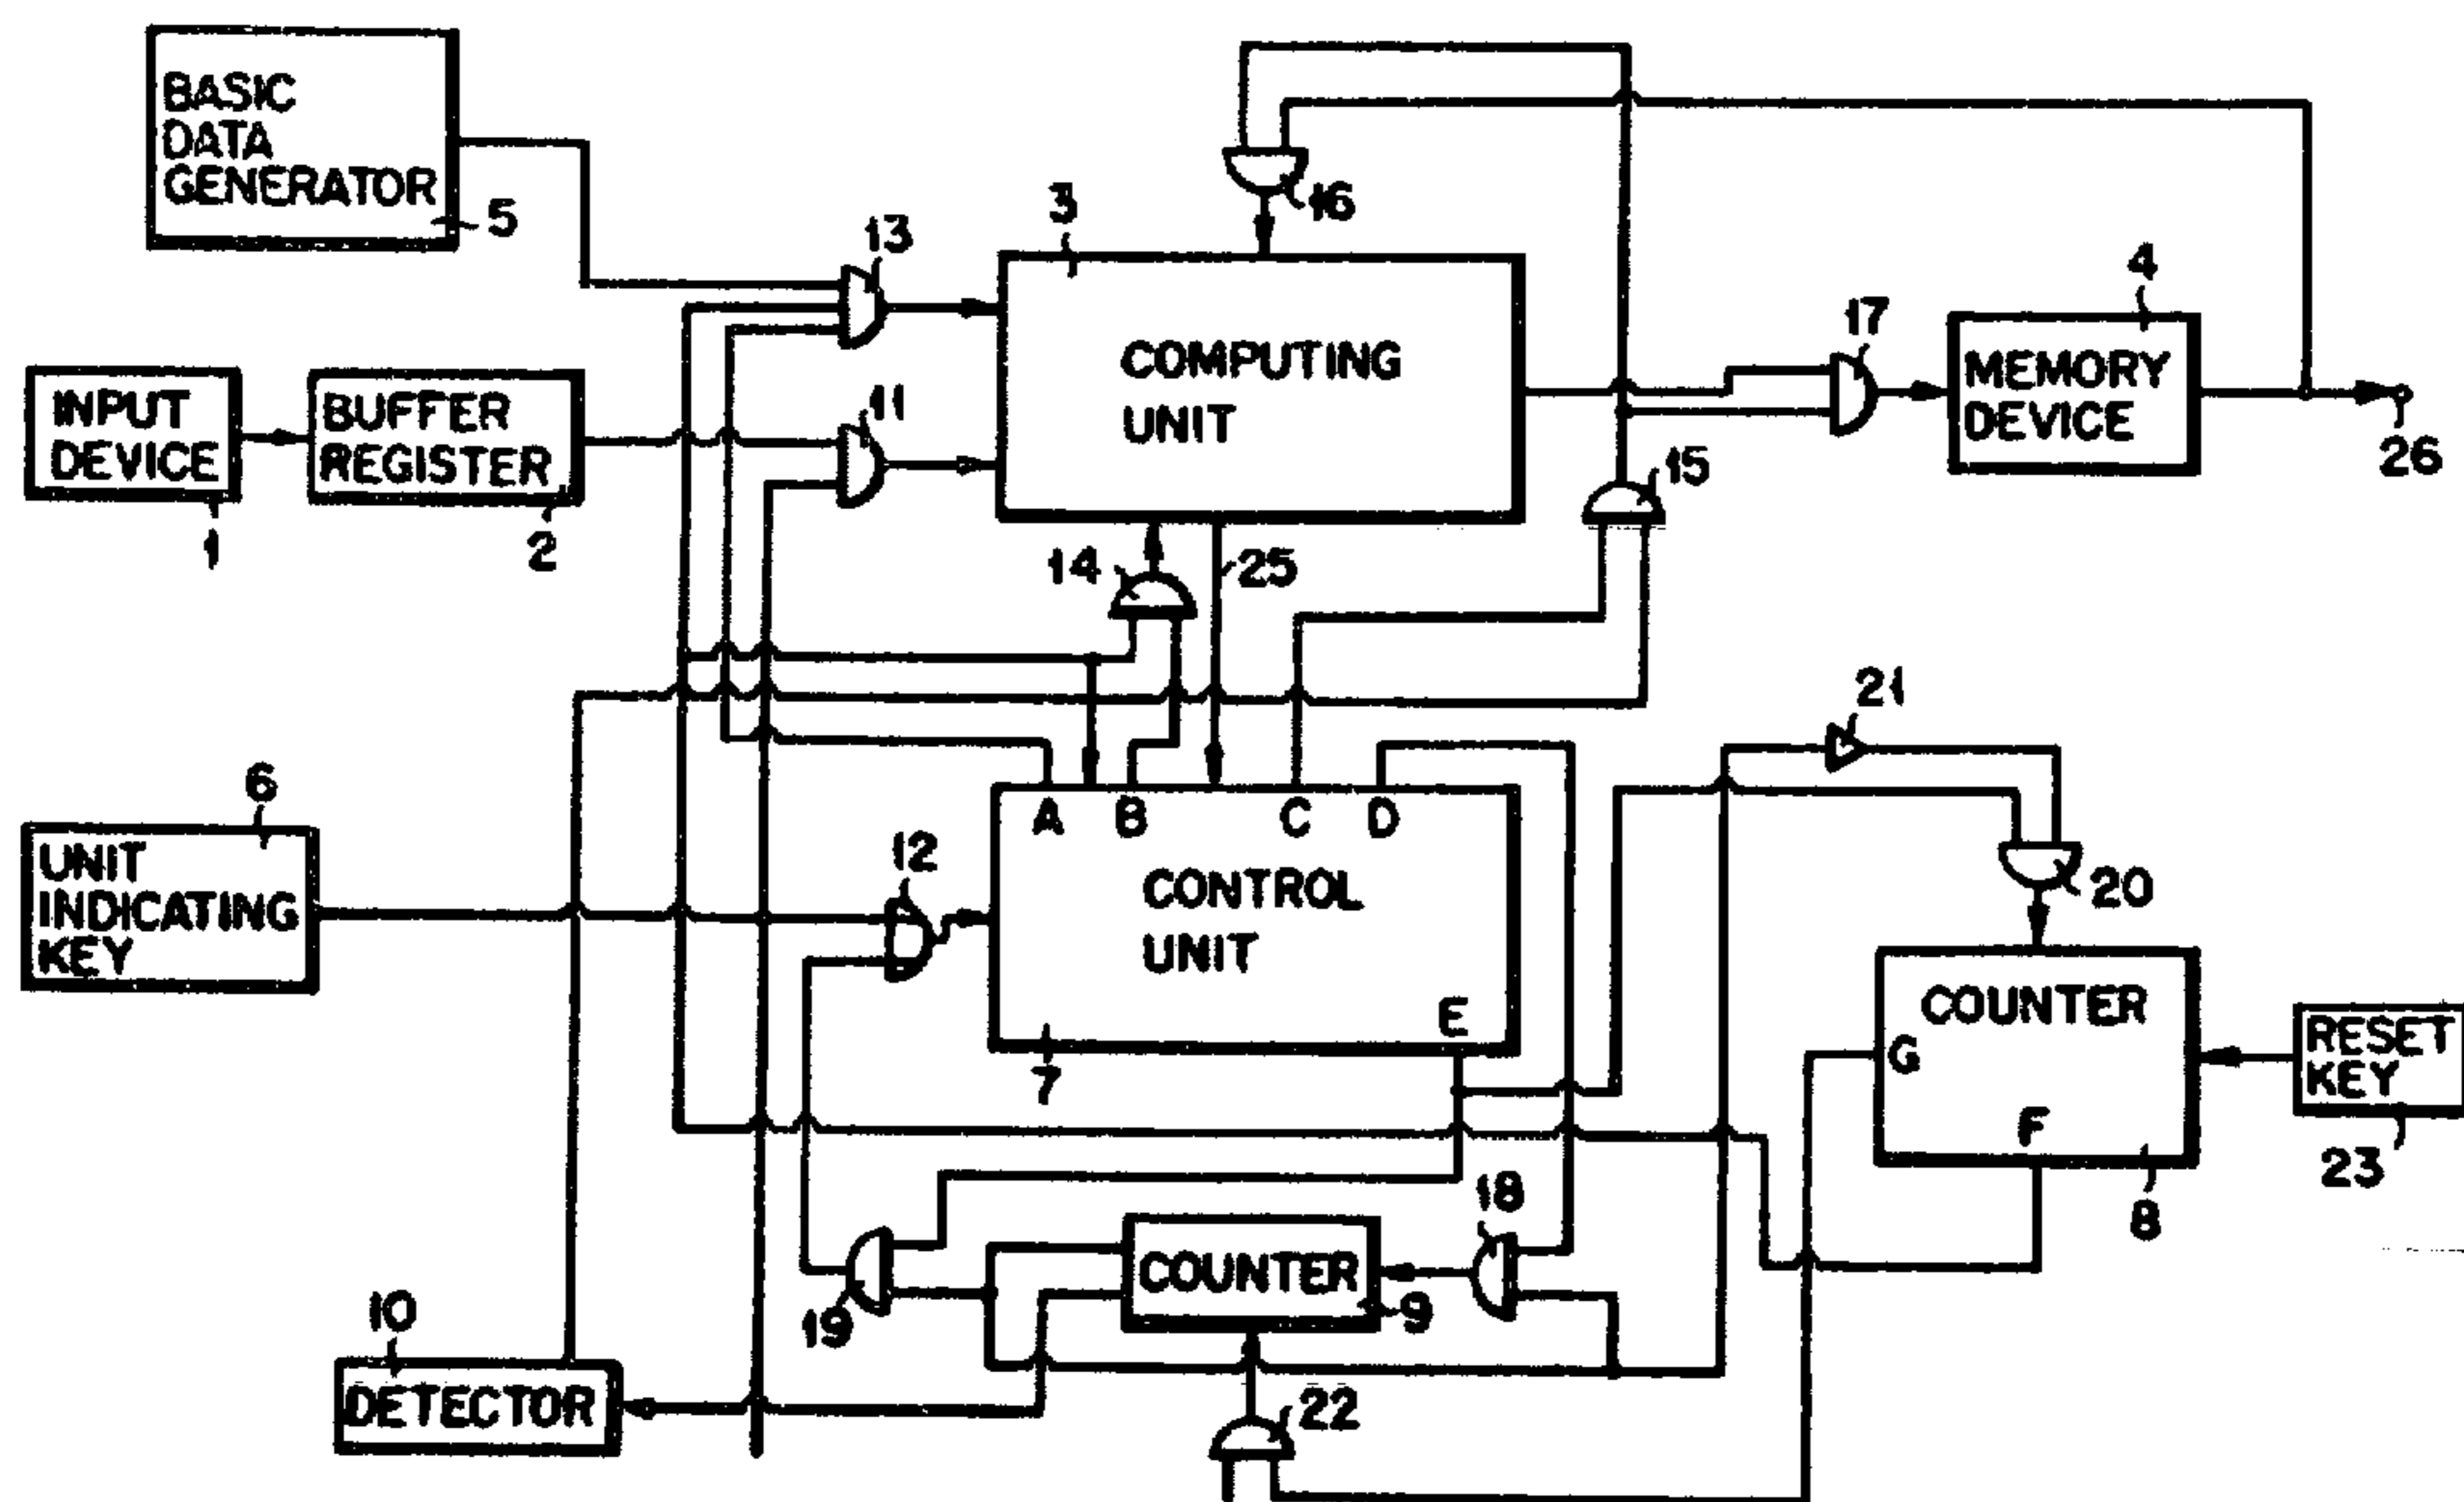 BASIC
DATA
GENERATOR
5
13
3
16
4
17
INPUT
DEVICE
1
BUFFER
REGISTER
2
11
COMPUTING
UNIT
MEMORY
DEVICE
26
15
14
25
21
6
UNIT
INDICATING
KEY
12
A
B
C
D
CONTROL
UNIT
E
7
20
COUNTER
G
F
8
RESET
KEY
23
18
19
COUNTER
9
10
DETECTOR
22